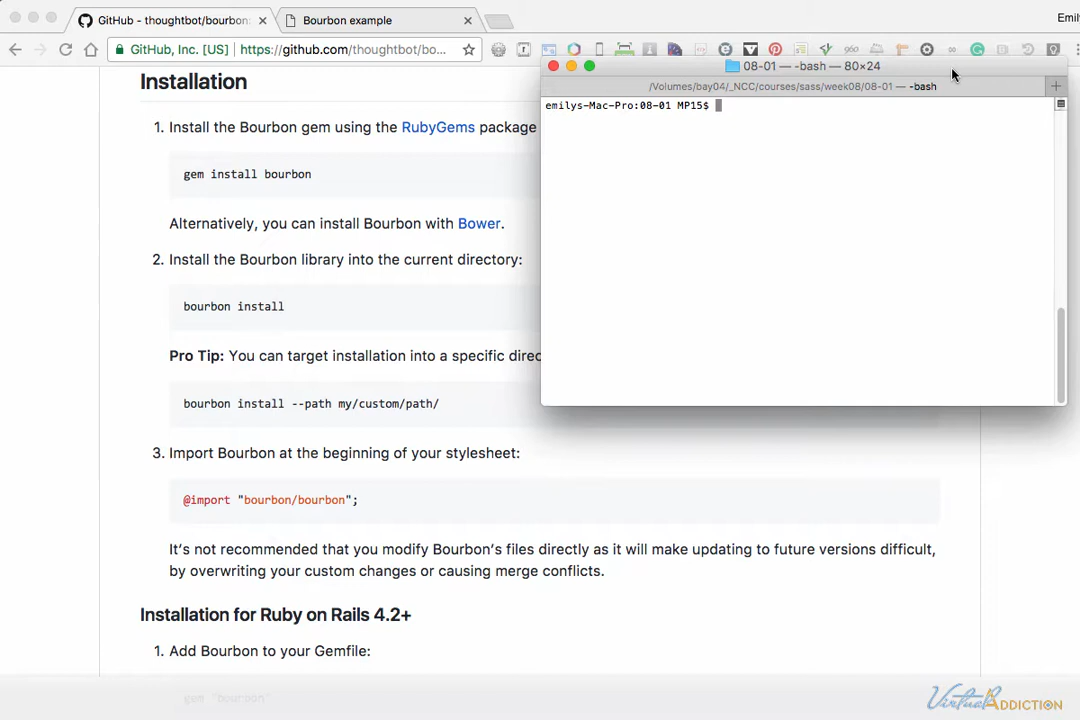 GitHub - thoughtbot/bourbon:
Bourbon example
Emil
GitHub, Inc. [US]
https://github.com/thoughtbot/bo...
960
Installation
1. Install the Bourbon gem using the RubyGems package
gem install bourbon
Alternatively, you can install Bourbon with Bower.
2. Install the Bourbon library into the current directory:
bourbon install
Pro Tip: You can target installation into a specific direc
bourbon install --path my/custom/path/
3. Import Bourbon at the beginning of your stylesheet:
@import "bourbon/bourbon";
It's not recommended that you modify Bourbon's files directly as it will make updating to future versions difficult,
by overwriting your custom changes or causing merge conflicts.
Installation for Ruby on Rails 4.2+
1. Add Bourbon to your Gemfile:
gem "bourbon"
08-01 — -bash — 80×24
/Volumes/bay04/_NCC/courses/sass/week08/08-01 — -bash
emilys-Mac-Pro:08-01 MP15$
Virtual ADDICTION